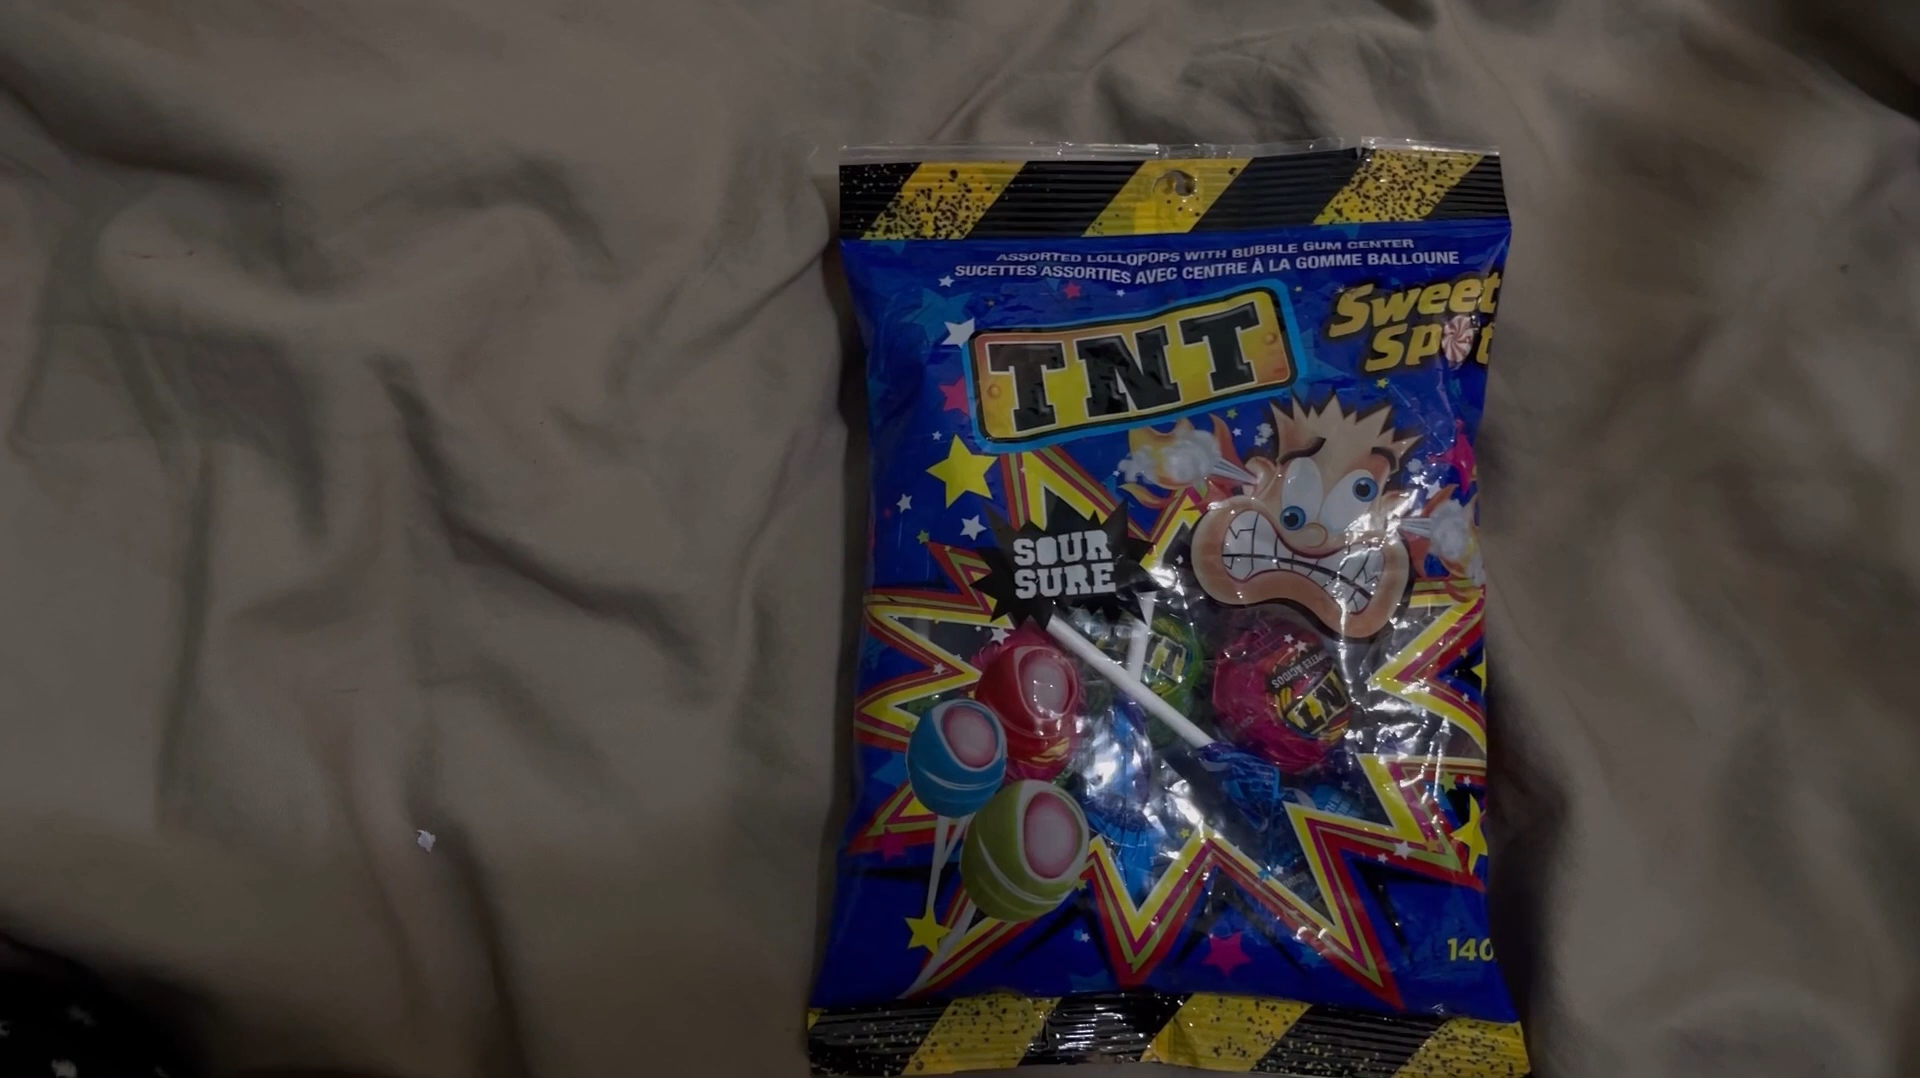 ASSORTED LOLLOPOPS WITH BUBBLE GUM CENTER
SUCETTES ASSORTIES AVEC CENTRE À LA GOMME BALLOUNE
TNT
Sweet
Spot
SOUR
SURE
TNT
TNT
140